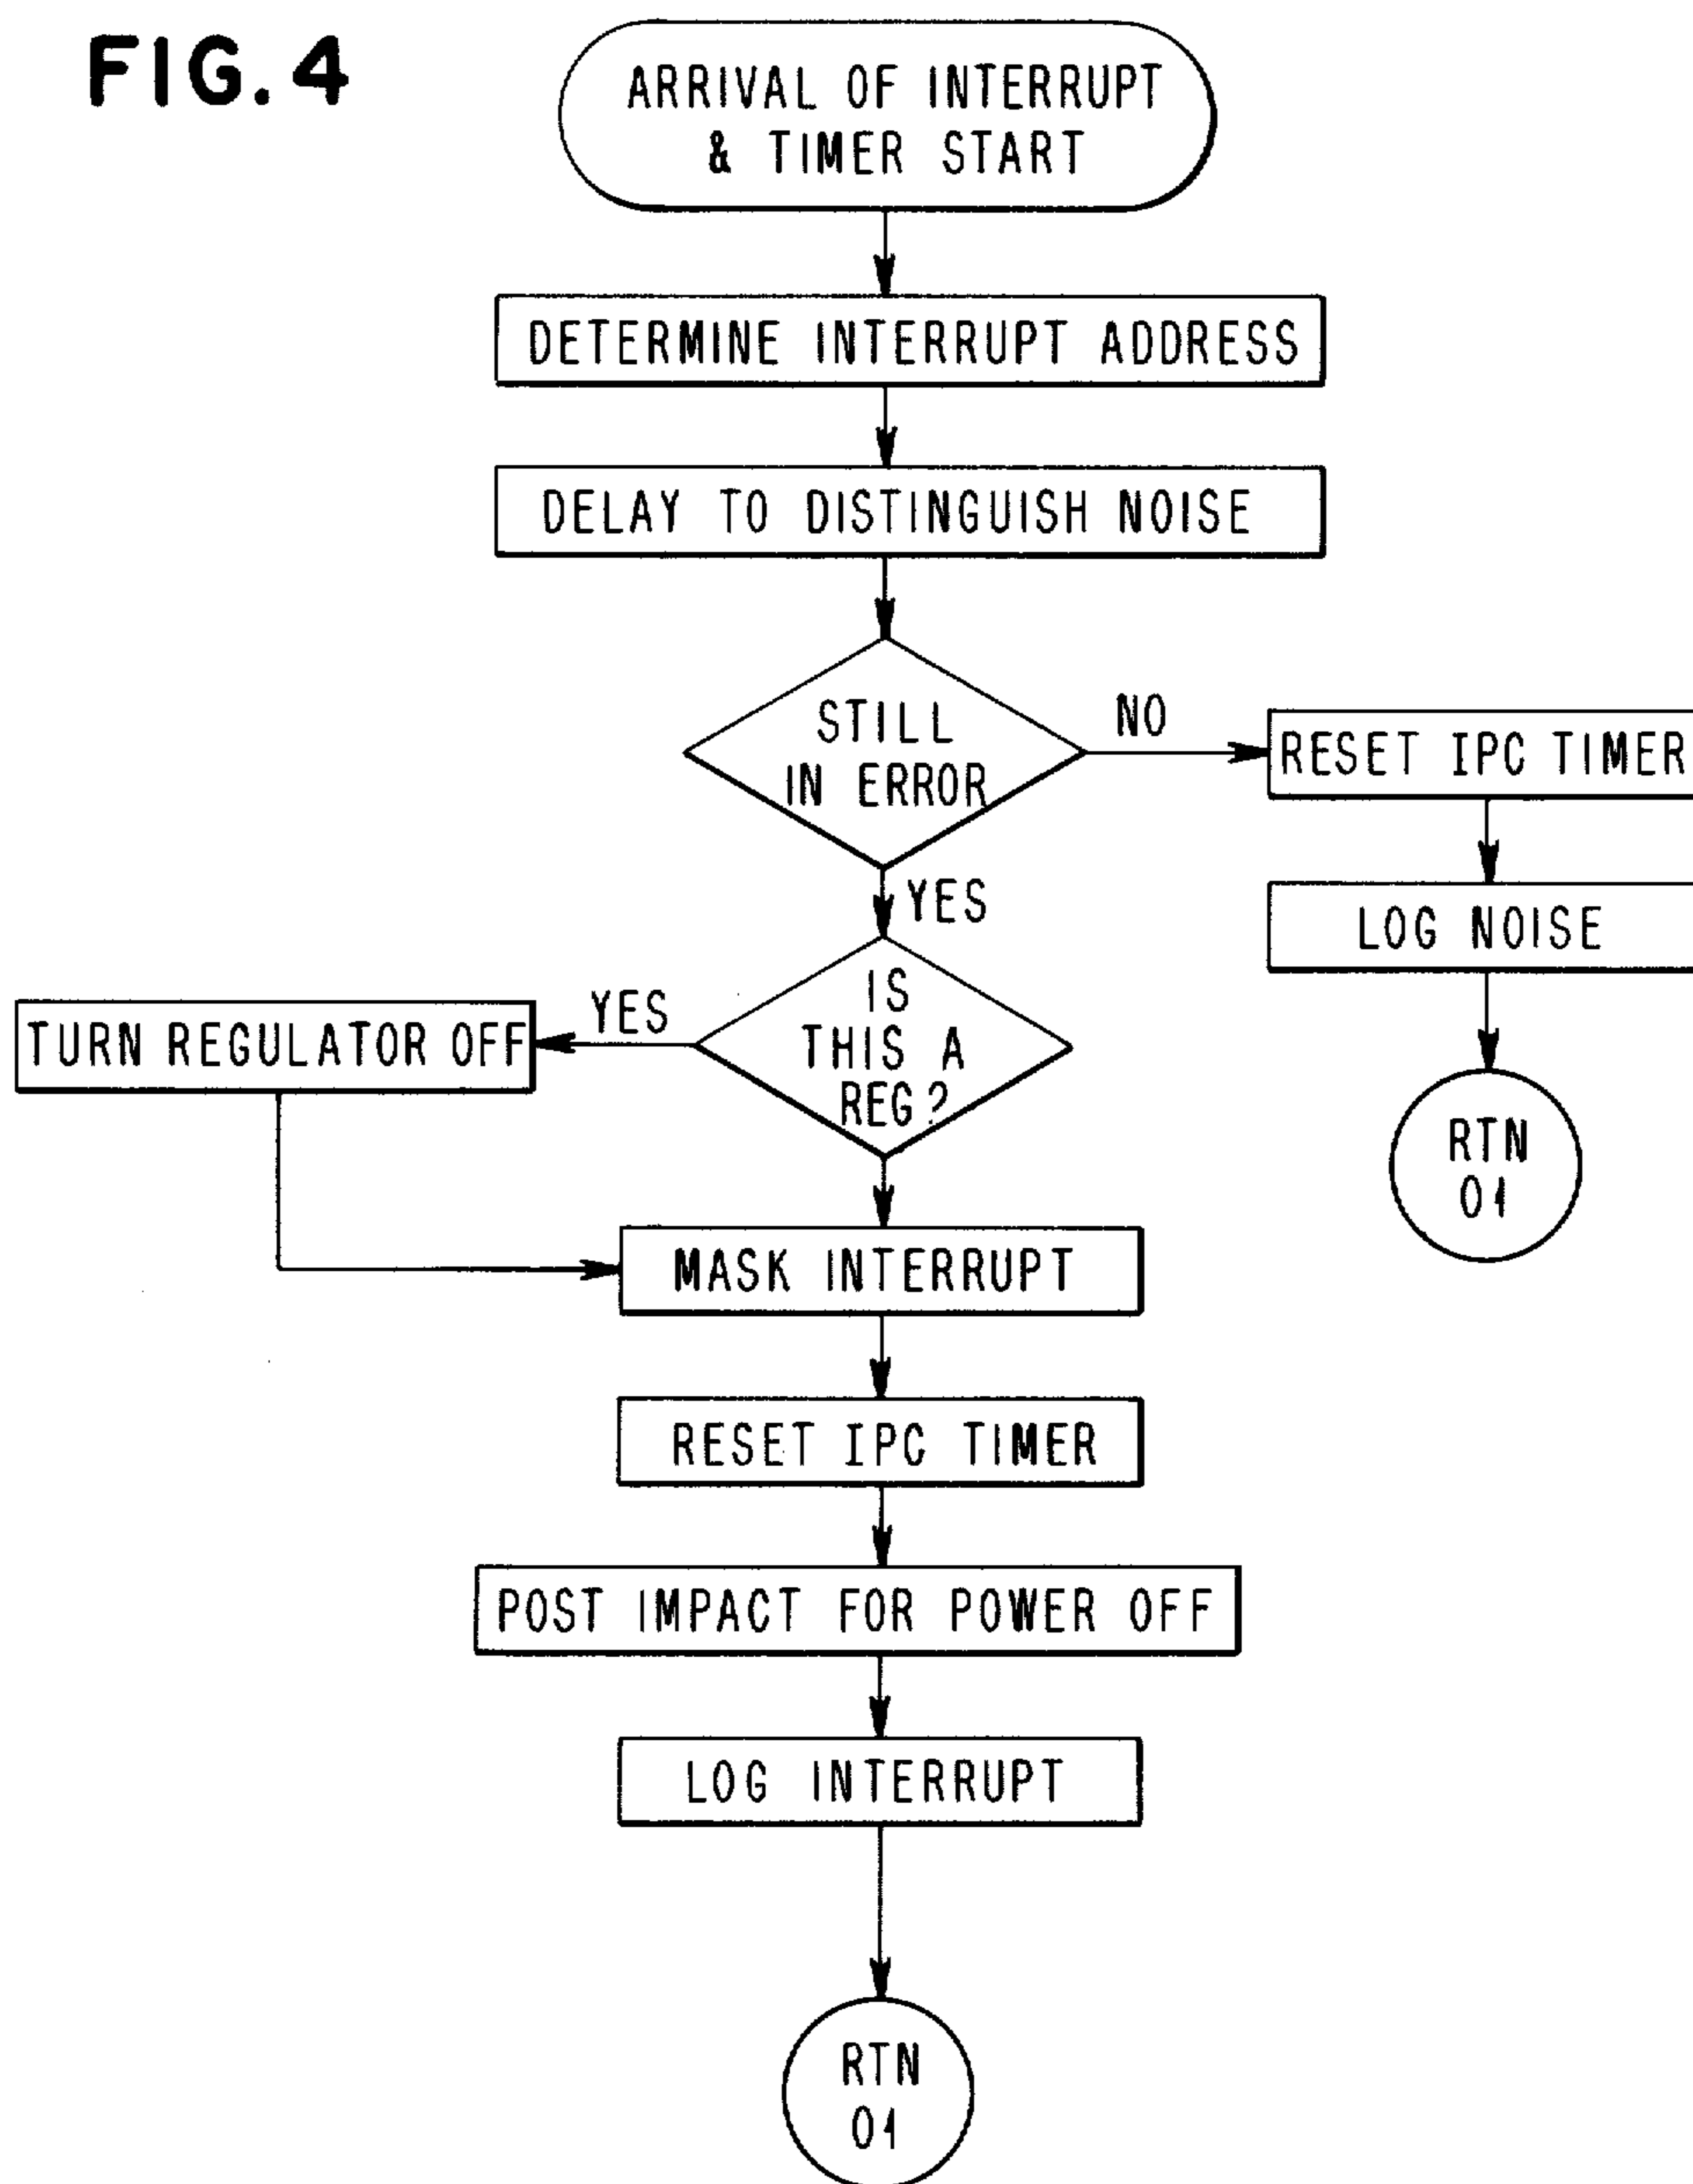 FIG. 4
ARRIVAL OF INTERRUPT
& TIMER START
DETERMINE INTERRUPT ADDRESS
DELAY TO DISTINGUISH NOISE
STILL
IN ERROR
NO
RESET IPC TIMER
LOG NOISE
RTN
01
YES
IS
THIS A
REG?
YES
TURN REGULATOR OFF
MASK INTERRUPT
RESET IPC TIMER
POST IMPACT FOR POWER OFF
LOG INTERRUPT
RTN
01